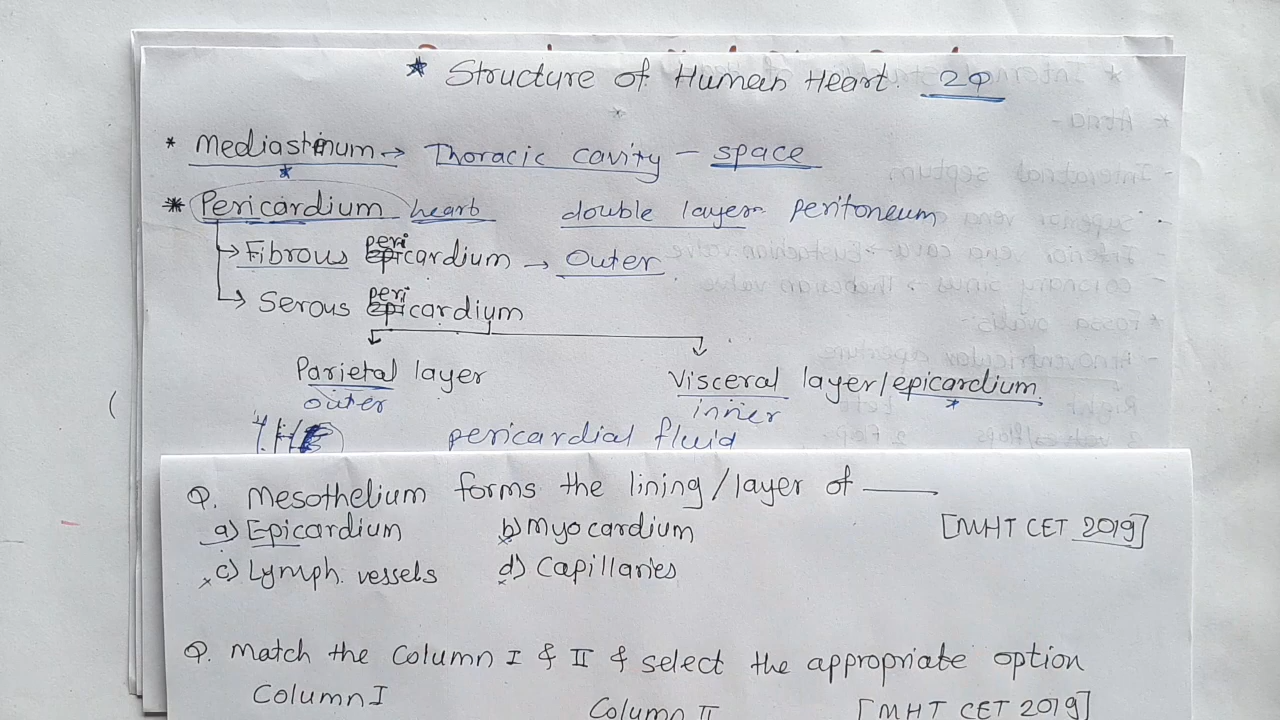 * Structure of Human Heart. 2Q
* Mediastinum → Thoracic cavity – space
* Pericardium heart double layer peritoneum
→ Fibrous pericardium → Outer
→ Serous pericardium
Parietal layer Visceral layer/epicardium
outer inner
pericardial fluid
Q. Mesothelium forms the lining/layer of ____
a) Epicardium b) Myocardium [MHT CET 2019]
c) Lymph. vessels d) Capillaries
Q. Match the Column I & II & select the appropriate option
Column I Column II [MHT CET 2019]